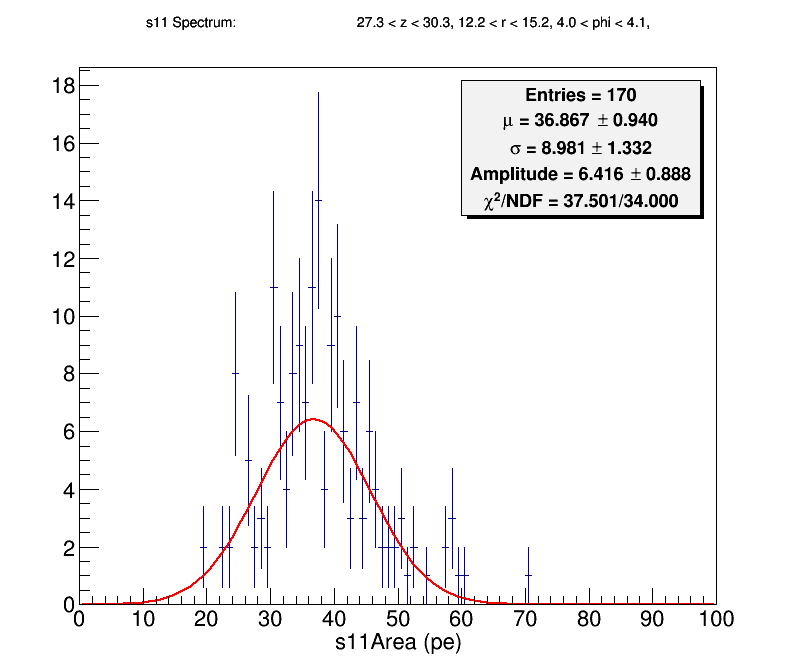 s11 Spectrum: 27.3 < z < 30.3, 12.2 < r < 15.2, 4.0 < phi < 4.1,
Entries = 170
μ = 36.867 ± 0.940
σ = 8.981 ± 1.332
Amplitude = 6.416 ± 0.888
χ²/NDF = 37.501/34.000
18
16
14
12
10
8
6
4
2
0
0 10 20 30 40 50 60 70 80 90 100
s11Area (pe)